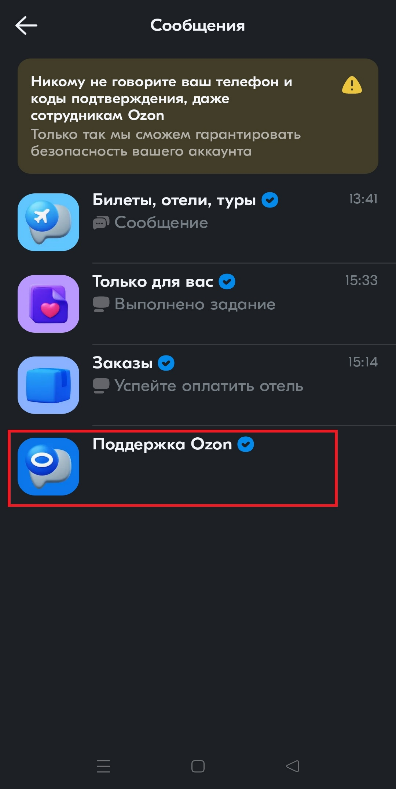 Сообщения
Никому не говорите ваш телефон и
коды подтверждения, даже
сотрудникам Ozon
Только так мы сможем гарантировать
безопасность вашего аккаунта
Билеты, отели, туры 13:41
Сообщение
Только для вас 15:33
Выполнено задание
Заказы 15:14
Успейте оплатить отель
Поддержка Ozon